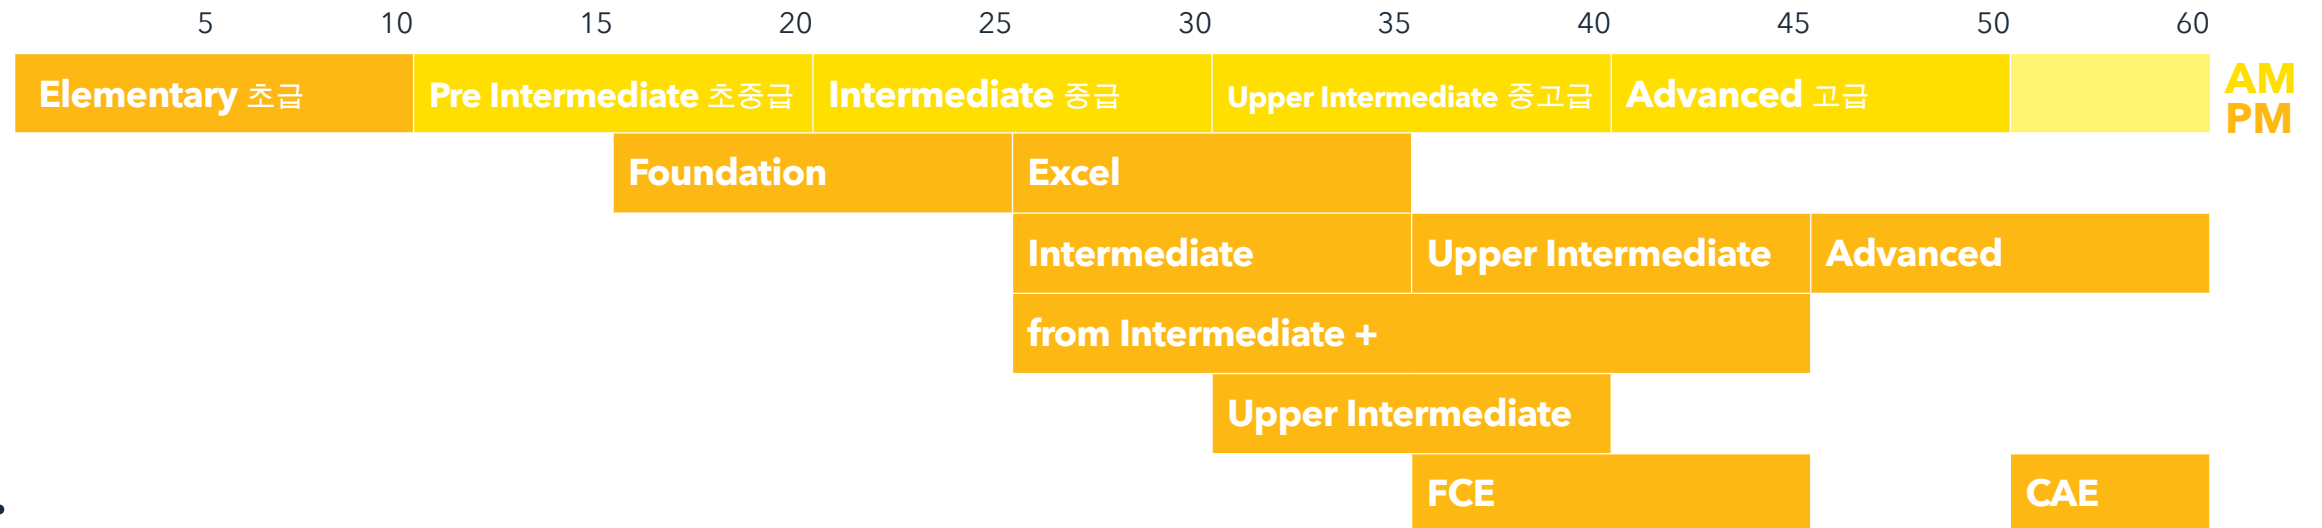 5 10 15 20 25 30 35 40 45 50 60
Elementary 초급 Pre Intermediate 초중급 Intermediate 중급 Upper Intermediate 중고급 Advanced 고급 AM
PM
Foundation Excel
Intermediate Upper Intermediate Advanced
from Intermediate +
Upper Intermediate
FCE CAE